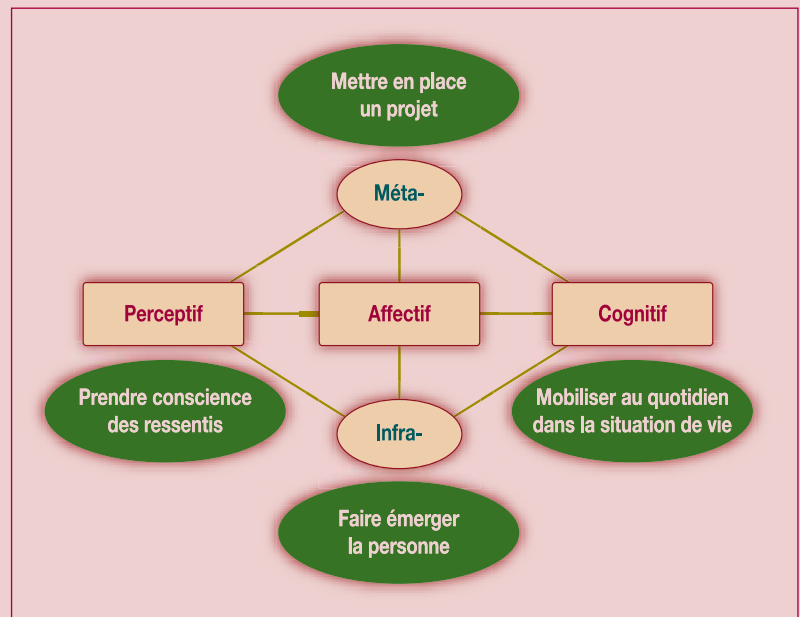 Mettre en place
un projet
Méta-
Perceptif
Affectif
Cognitif
Prendre conscience
des ressentis
Mobiliser au quotidien
dans la situation de vie
Infra-
Faire émerger
la personne